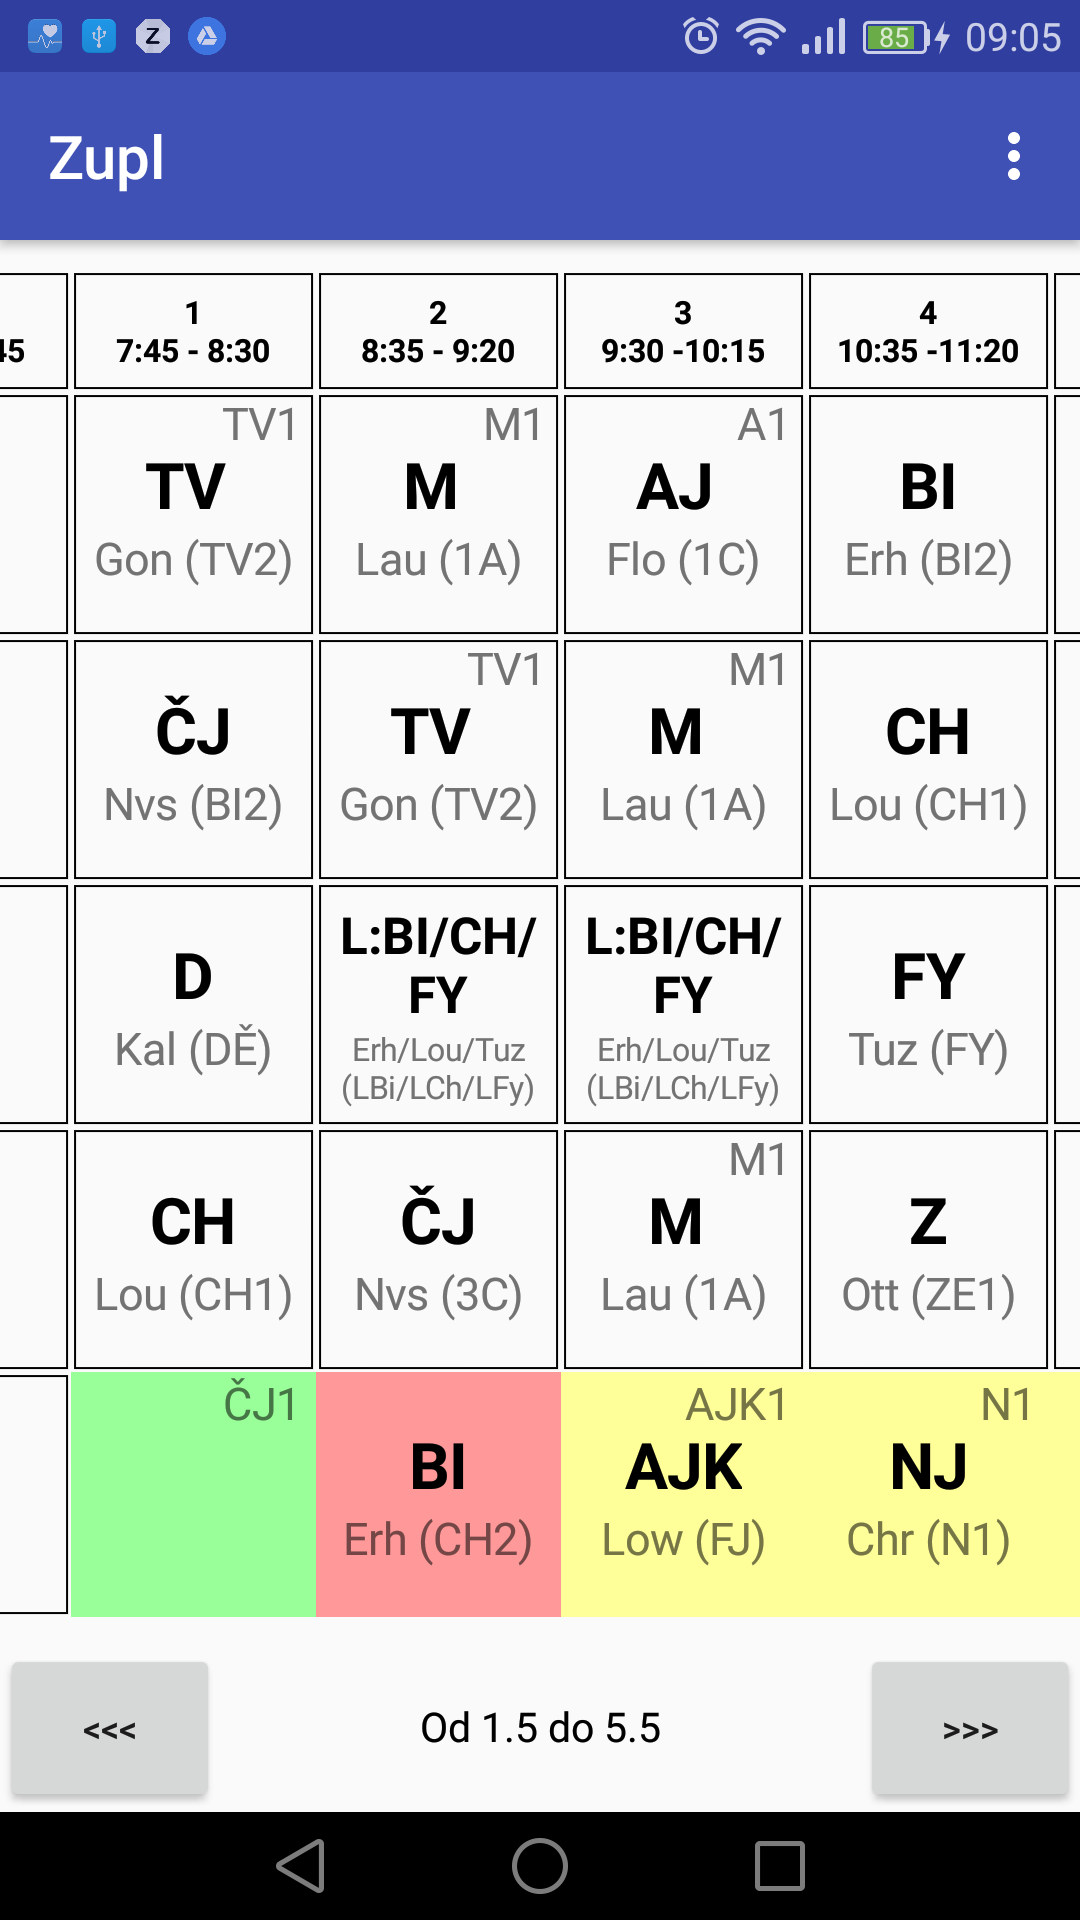 Z
85
09:05
Zupl
45
1
7:45 - 8:30
2
8:35 - 9:20
3
9:30 -10:15
4
10:35 -11:20
TV1
TV
Gon (TV2)
M1
M
Lau (1A)
A1
AJ
Flo (1C)
BI
Erh (BI2)
ČJ
Nvs (BI2)
TV1
TV
Gon (TV2)
M1
M
Lau (1A)
CH
Lou (CH1)
D
Kal (DĚ)
L:BI/CH/
FY
Erh/Lou/Tuz
(LBi/LCh/LFy)
L:BI/CH/
FY
Erh/Lou/Tuz
(LBi/LCh/LFy)
FY
Tuz (FY)
CH
Lou (CH1)
ČJ
Nvs (3C)
M1
M
Lau (1A)
Z
Ott (ZE1)
ČJ1
BI
Erh (CH2)
AJK1
AJK
Low (FJ)
N1
NJ
Chr (N1)
<<<
Od 1.5 do 5.5
>>>